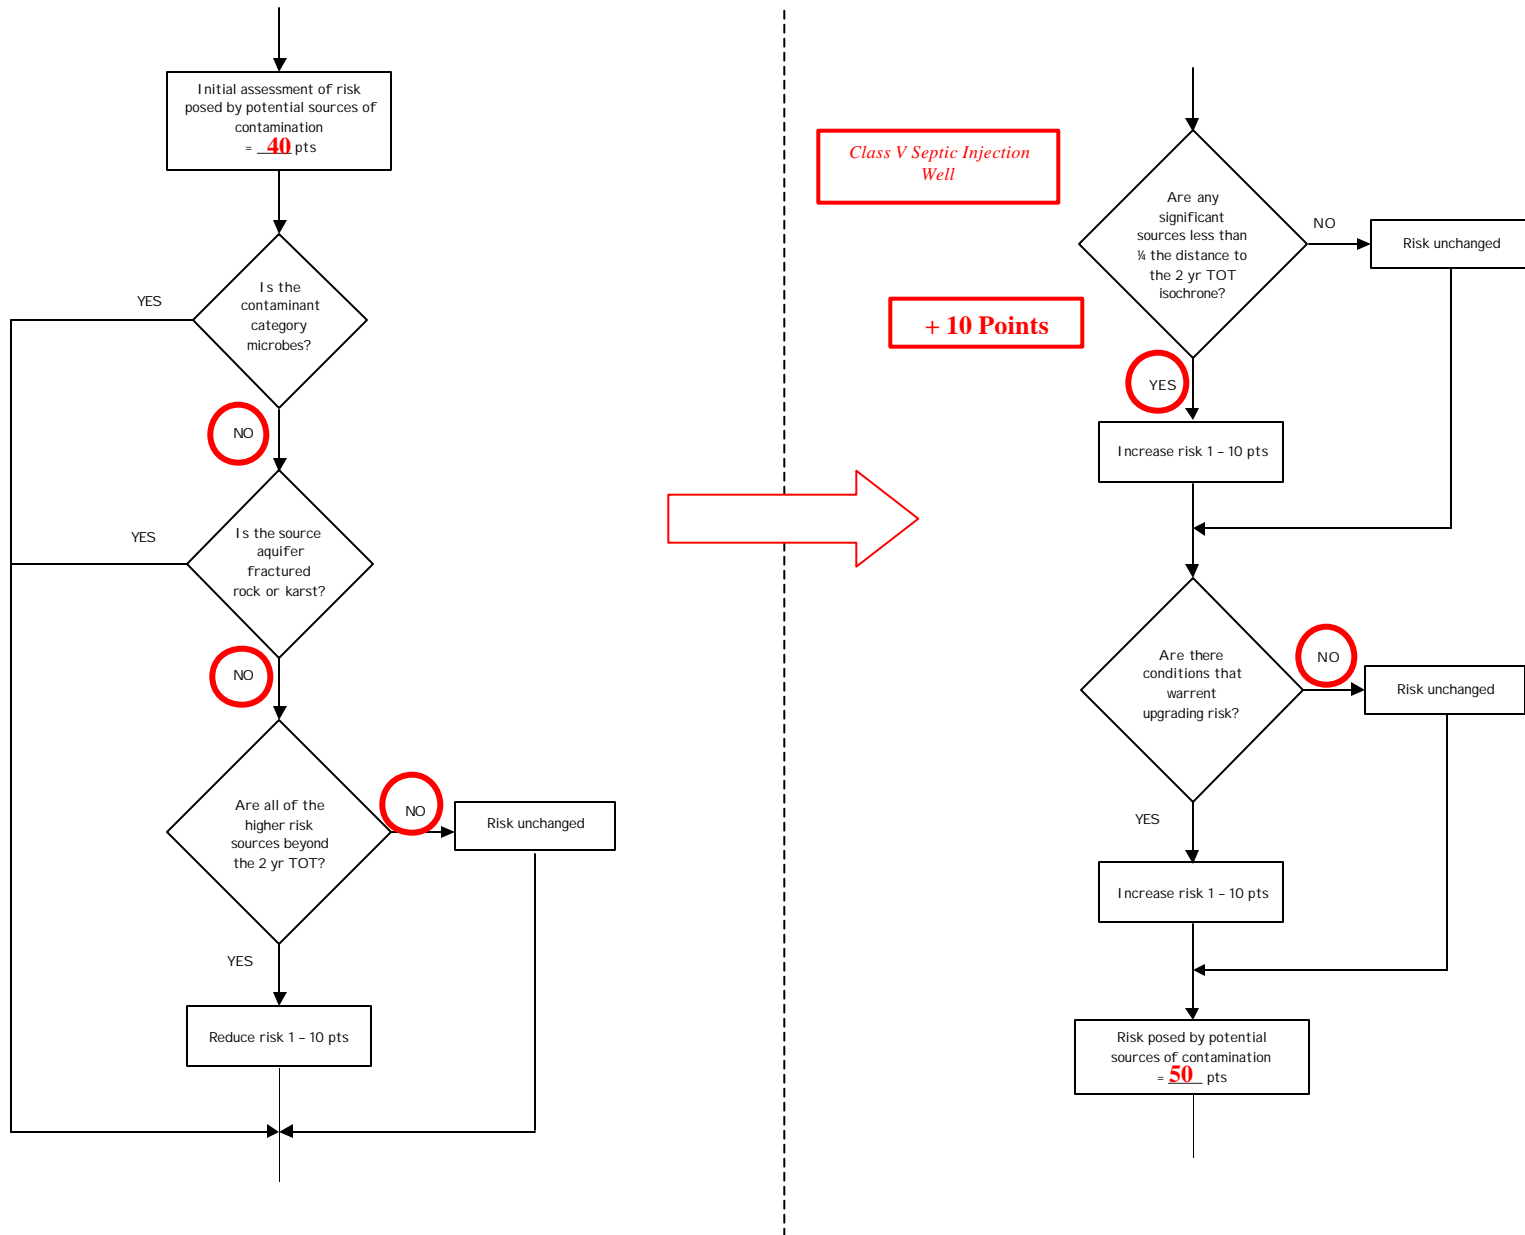 Initial assessment of risk
posed by potential sources of
contamination
= 40 pts
Is the
contaminant
category
microbes?
YES
NO
Is the source
aquifer
fractured
rock or karst?
YES
NO
Are all of the
higher risk
sources beyond
the 2 yr TOT?
NO
Risk unchanged
YES
Reduce risk 1 – 10 pts
Class V Septic Injection
Well
Are any
significant
sources less than
¼ the distance to
the 2 yr TOT
isochrone?
NO
Risk unchanged
+ 10 Points
YES
Increase risk 1 – 10 pts
Are there
conditions that
warrent
upgrading risk?
NO
Risk unchanged
YES
Increase risk 1 – 10 pts
Risk posed by potential
sources of contamination
= 50 pts